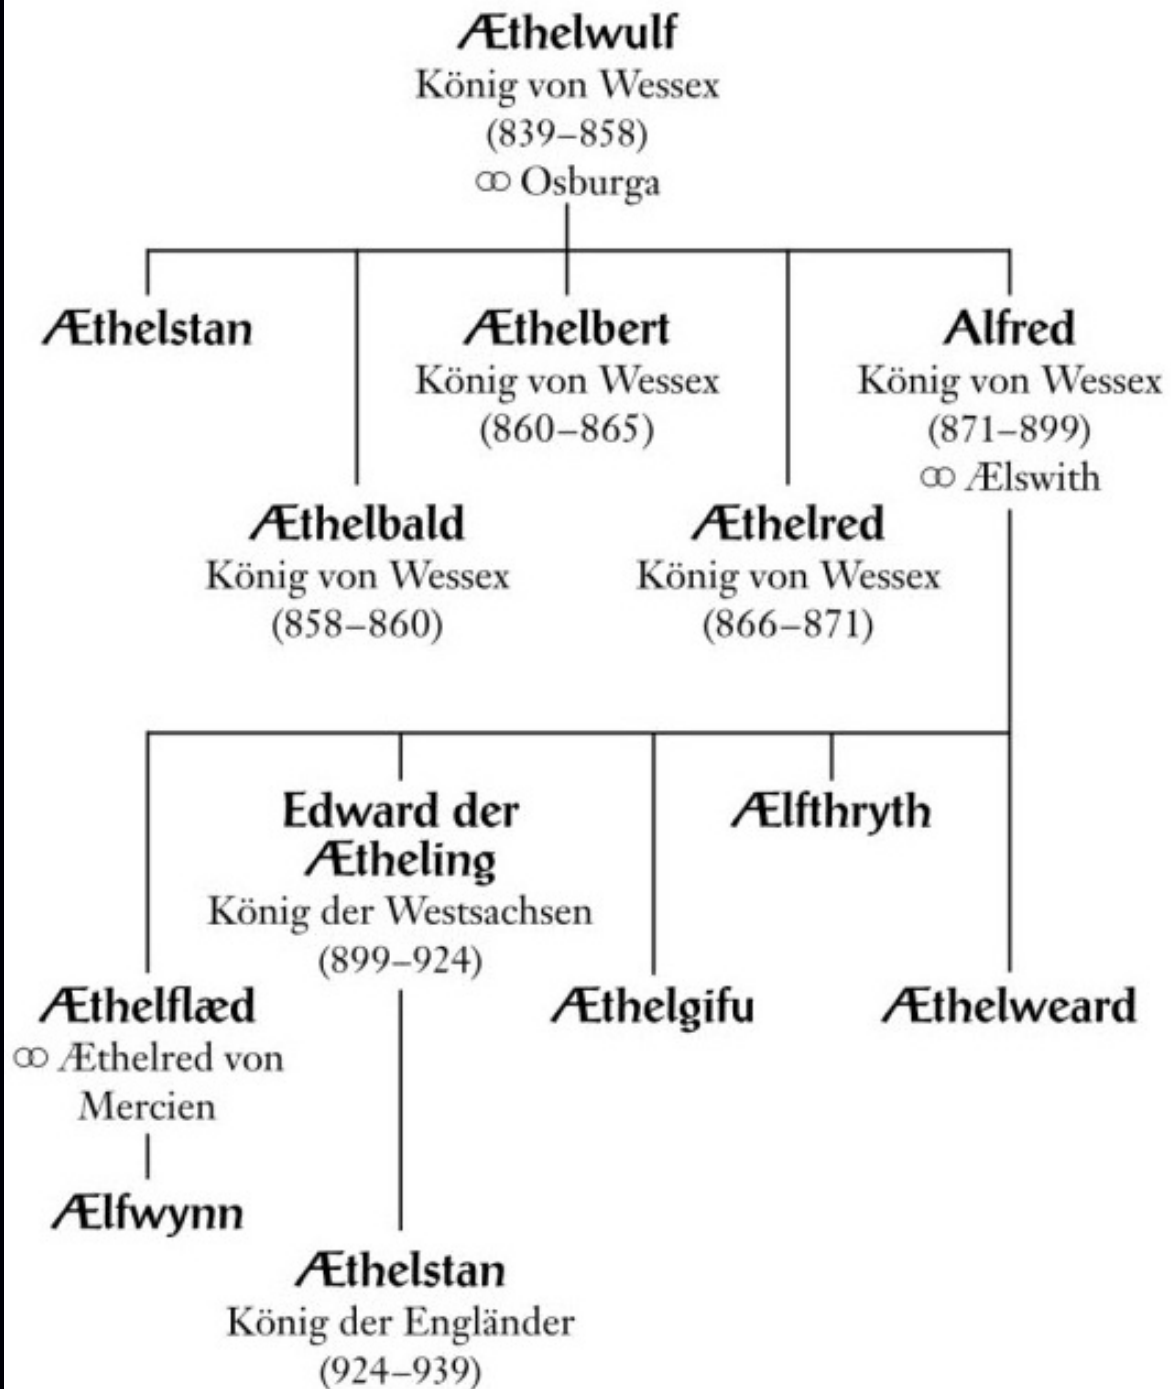 Æthelwulf
König von Wessex
(839–858)
⚭ Osburga
Æthelstan
Æthelbert
König von Wessex
(860–865)
Alfred
König von Wessex
(871–899)
⚭ Ælswith
Æthelbald
König von Wessex
(858–860)
Æthelred
König von Wessex
(866–871)
Edward der
Ætheling
König der Westsachsen
(899–924)
Ælfthryth
Æthelflæd
⚭ Æthelred von
Mercien
Æthelgifu
Æthelweard
Ælfwynn
Æthelstan
König der Engländer
(924–939)